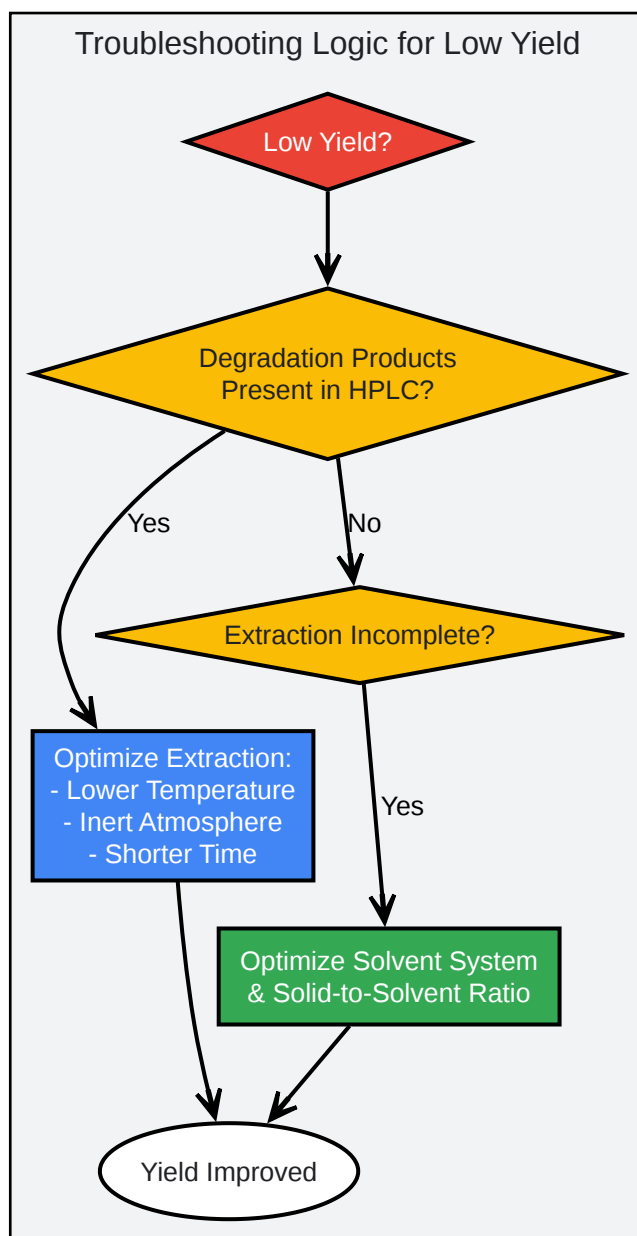 Troubleshooting Logic for Low Yield
Low Yield?
Degradation Products
Present in HPLC?
Yes
No
Extraction Incomplete?
Optimize Extraction:
- Lower Temperature
- Inert Atmosphere
- Shorter Time
Yes
Optimize Solvent System
& Solid-to-Solvent Ratio
Yield Improved